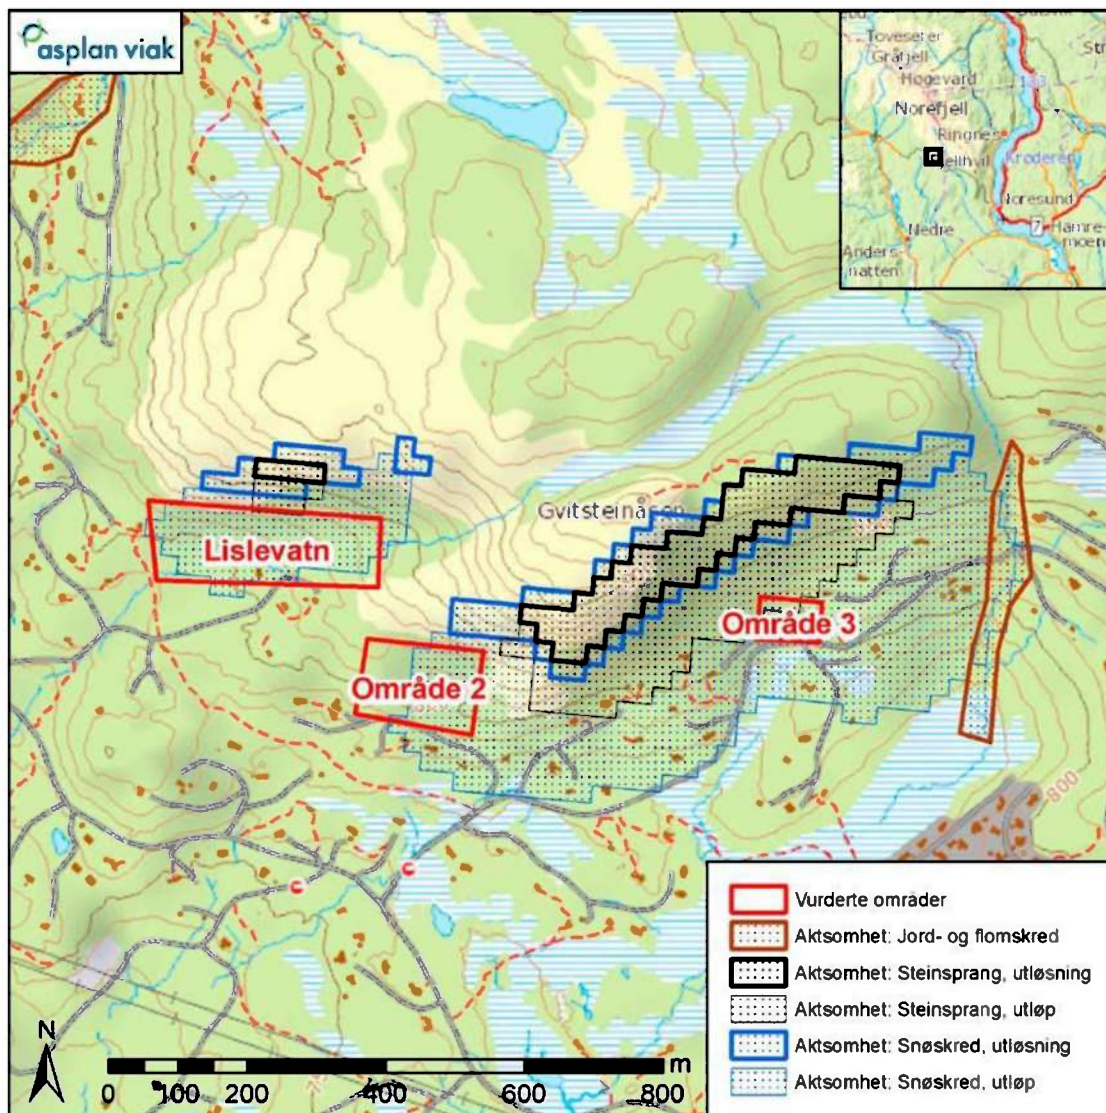 asplan viak
Toveseter
Gråfjell
Høgevard
Norefjell
Ringnes
Krøderen
Noresund
7
Nedre
Hamre-
moen
Anders-
natten
Gvitsteinåsen
Lislevatn
Område 3
Område 2
800
Vurderte områder
Aktsomhet: Jord- og flomskred
Aktsomhet: Steinsprang, utløsning
Aktsomhet: Steinsprang, utløp
Aktsomhet: Snøskred, utløsning
Aktsomhet: Snøskred, utløp
N
m
0 100 200 400 600 800